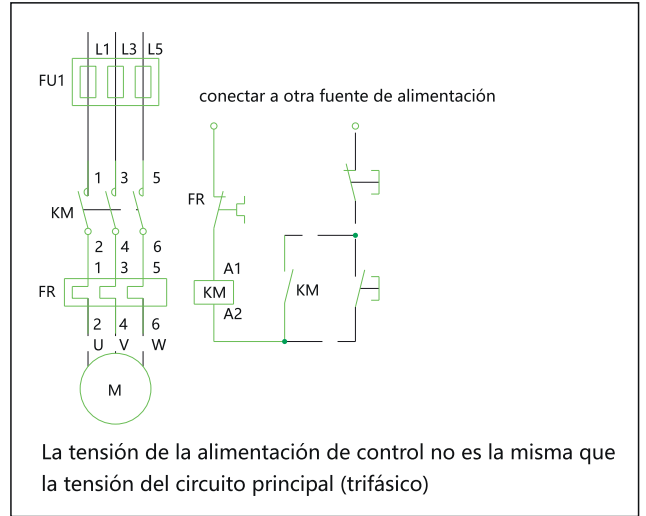 L1 L3 L5
FU1
conectar a otra fuente de alimentación
1 3 5
FR
KM
2 4 6
A1
1 3 5
KM KM
FR
A2
2 4 6
U V W
M
La tensión de la alimentación de control no es la misma que
la tensión del circuito principal (trifásico)